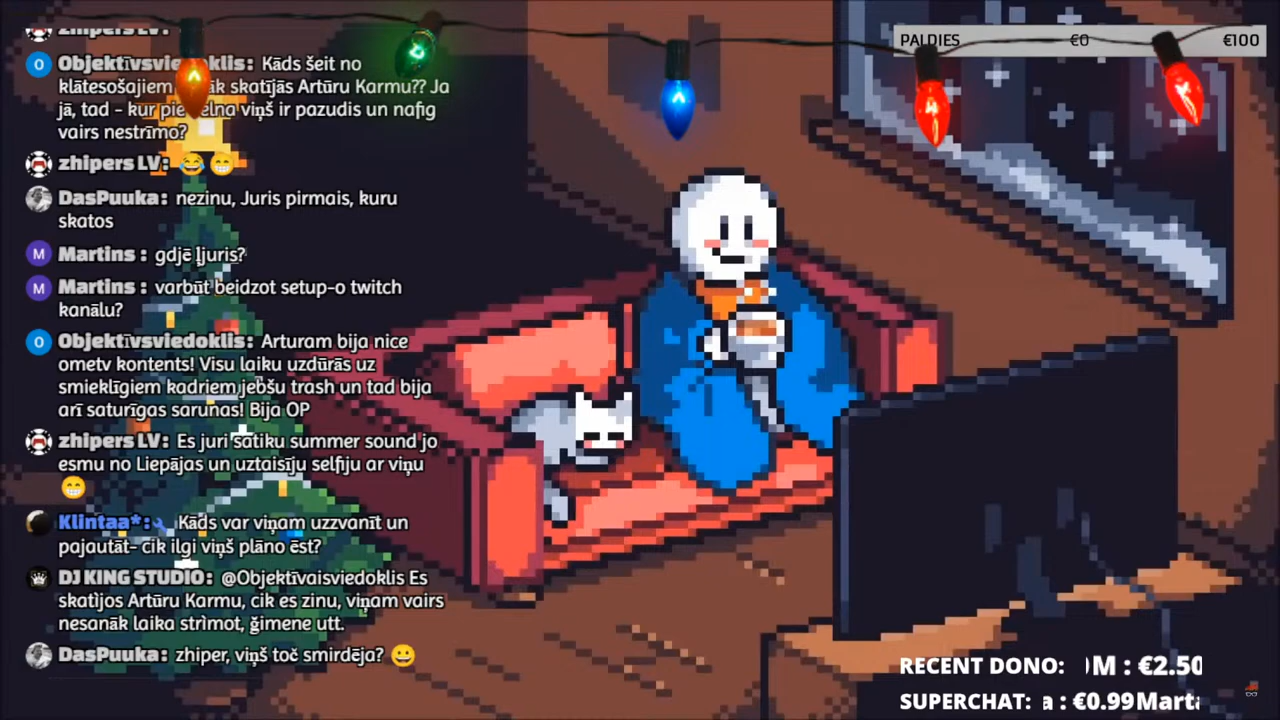 zhipers LV:
PALDIES €0 €100
Objektīvsviedoklis: Kāds šeit no
klātesošajiem skatījās Artūru Karmu?? Ja
jā, tad - kur viņš ir pazudis un nafig
vairs nestrīmo?
zhipers LV: 😂 😁
DasPuuka: nezinu, Juris pirmais, kuru
skatos
M Martins : gdjē ļjuris?
M Martins : varbūt beidzot setup-o twitch
kanālu?
O Objektīvsviedoklis: Arturam bija nice
ometv kontents! Visu laiku uzdūrās uz
smieklīgiem kadriem jebšu trash un tad bija
arī saturīgas sarunas! Bija OP
zhipers LV: Es juri satiku summer sound jo
esmu no Liepājas un uztaisīju selfiju ar viņu
😁
Klintaa*: Kāds var viņam uzzvanīt un
pajautāt- cik ilgi viņš plāno ēst?
DJ KING STUDIO: @Objektīvaisviedoklis Es
skatījos Artūru Karmu, cik es zinu, viņam vairs
nesanāk laika strīmot, ģimene utt.
DasPuuka: zhiper, viņš toč smirdēja? 😀
RECENT DONO: M : €2.50
SUPERCHAT: a : €0.99 Mart